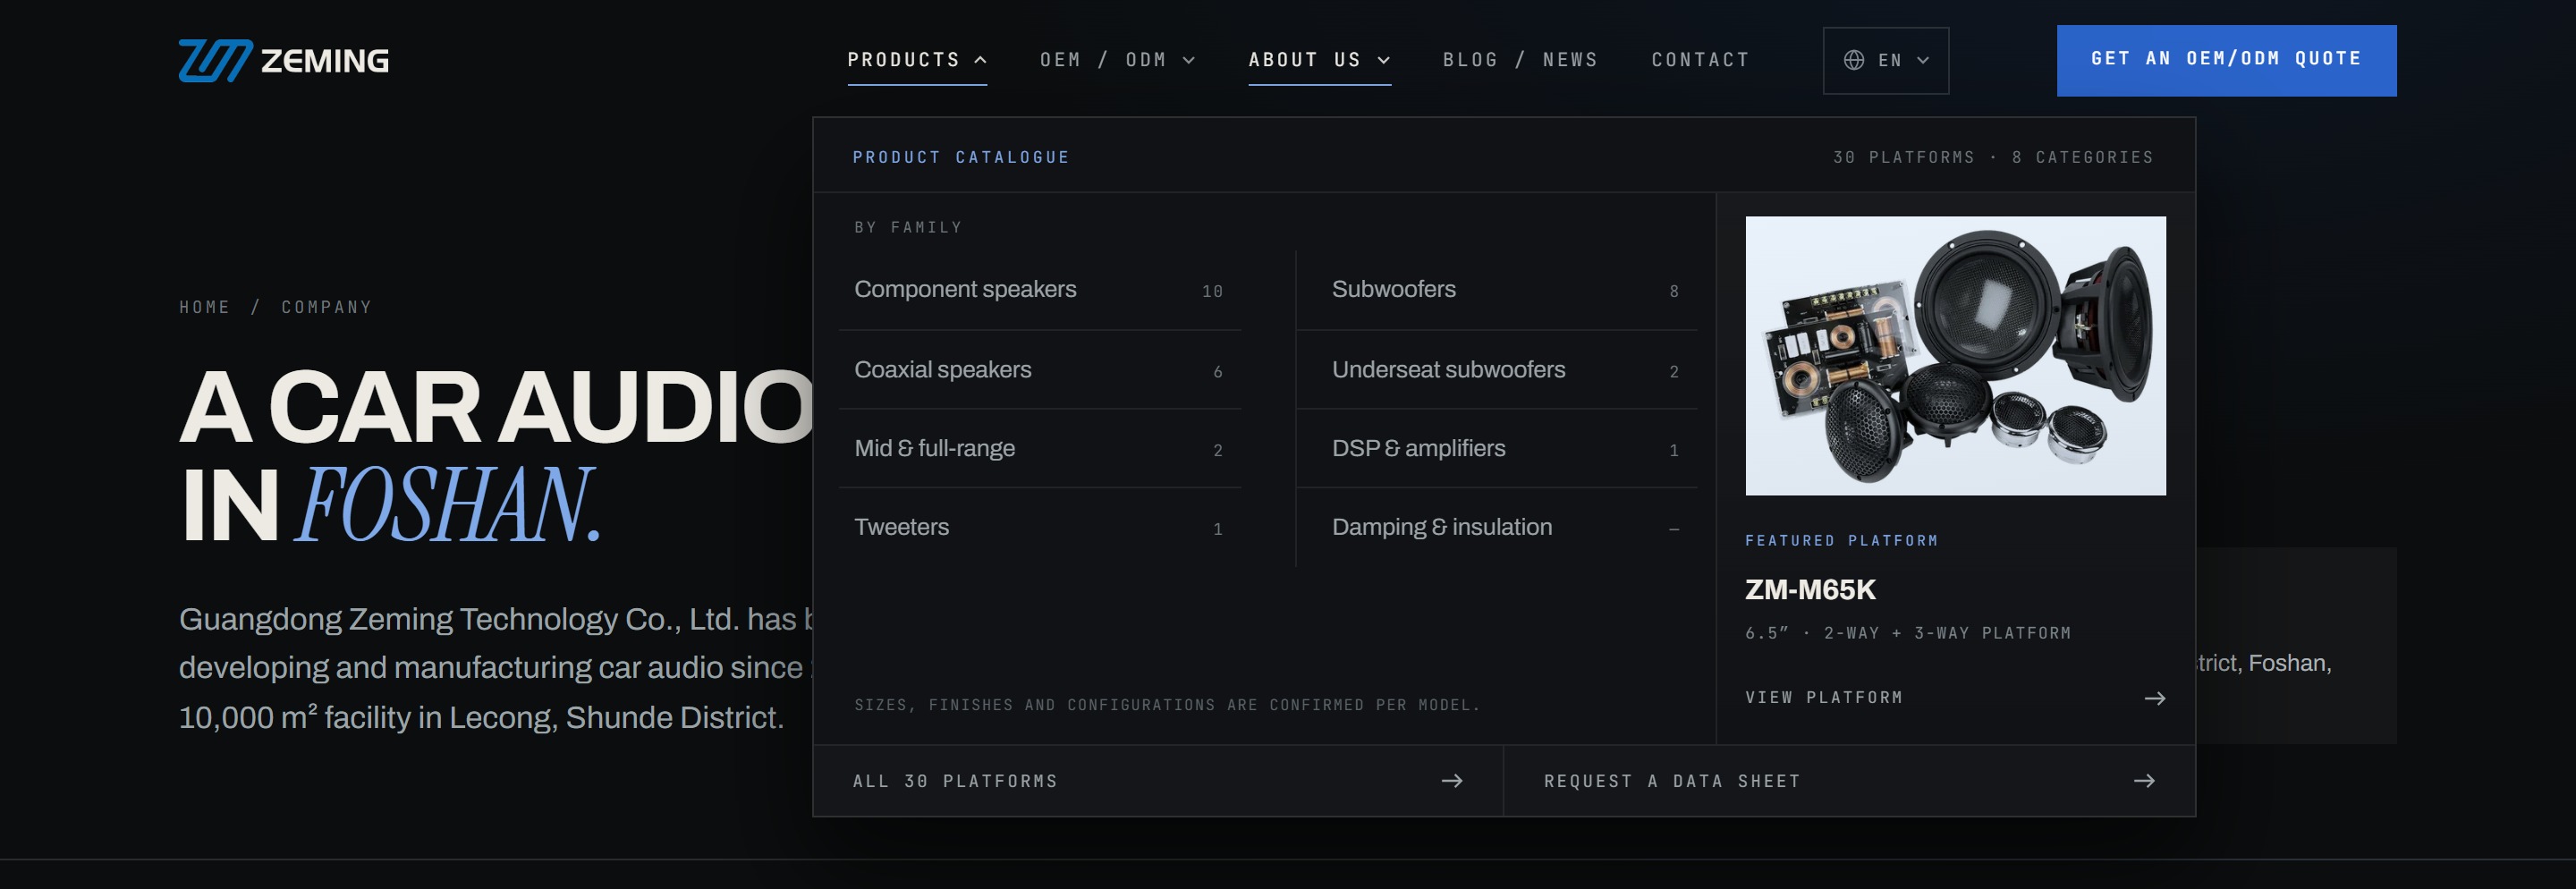 ZEMING
PRODUCTS
OEM / ODM
ABOUT US
BLOG / NEWS
CONTACT
EN
GET AN OEM/ODM QUOTE
PRODUCT CATALOGUE
30 PLATFORMS · 8 CATEGORIES
BY FAMILY
Component speakers 10
Subwoofers 8
Coaxial speakers 6
Underseat subwoofers 2
Mid & full-range 2
DSP & amplifiers 1
Tweeters 1
Damping & insulation –
SIZES, FINISHES AND CONFIGURATIONS ARE CONFIRMED PER MODEL.
FEATURED PLATFORM
ZM-M65K
6.5″ · 2-WAY + 3-WAY PLATFORM
VIEW PLATFORM
ALL 30 PLATFORMS
REQUEST A DATA SHEET
HOME / COMPANY
A CAR AUDIO
IN FOSHAN.
Guangdong Zeming Technology Co., Ltd. has
developing and manufacturing car audio since
10,000 m² facility in Lecong, Shunde District.
Foshan,